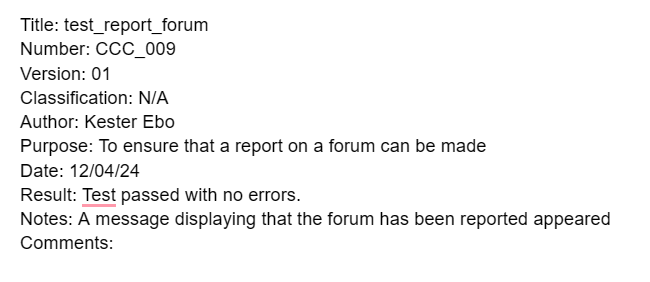 Title: test_report_forum
Number: CCC_009
Version: 01
Classification: N/A
Author: Kester Ebo
Purpose: To ensure that a report on a forum can be made
Date: 12/04/24
Result: Test passed with no errors.
Notes: A message displaying that the forum has been reported appeared
Comments: